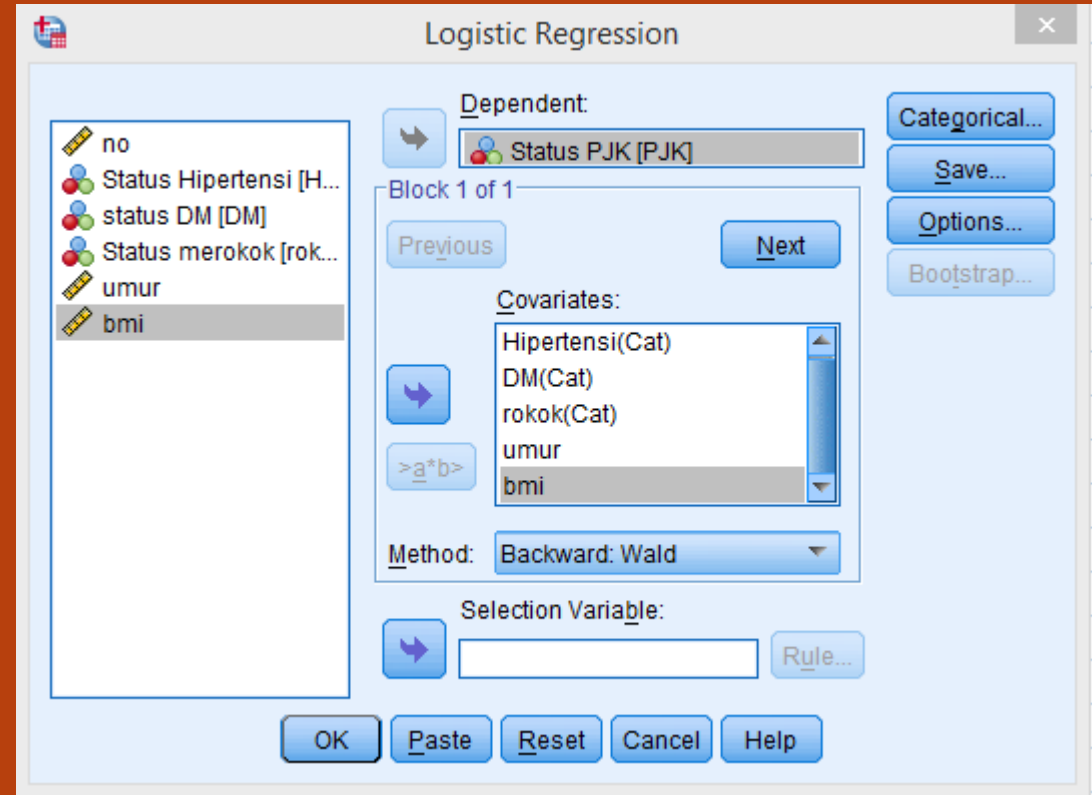 Logistic Regression
no
Status Hipertensi [H...
status DM [DM]
Status merokok [rok...
umur
bmi
Dependent:
Status PJK [PJK]
Block 1 of 1
Previous
Next
Covariates:
Hipertensi(Cat)
DM(Cat)
rokok(Cat)
umur
bmi
>a*b>
Method: Backward: Wald
Selection Variable:
Rule...
Categorical...
Save...
Options...
Bootstrap...
OK Paste Reset Cancel Help